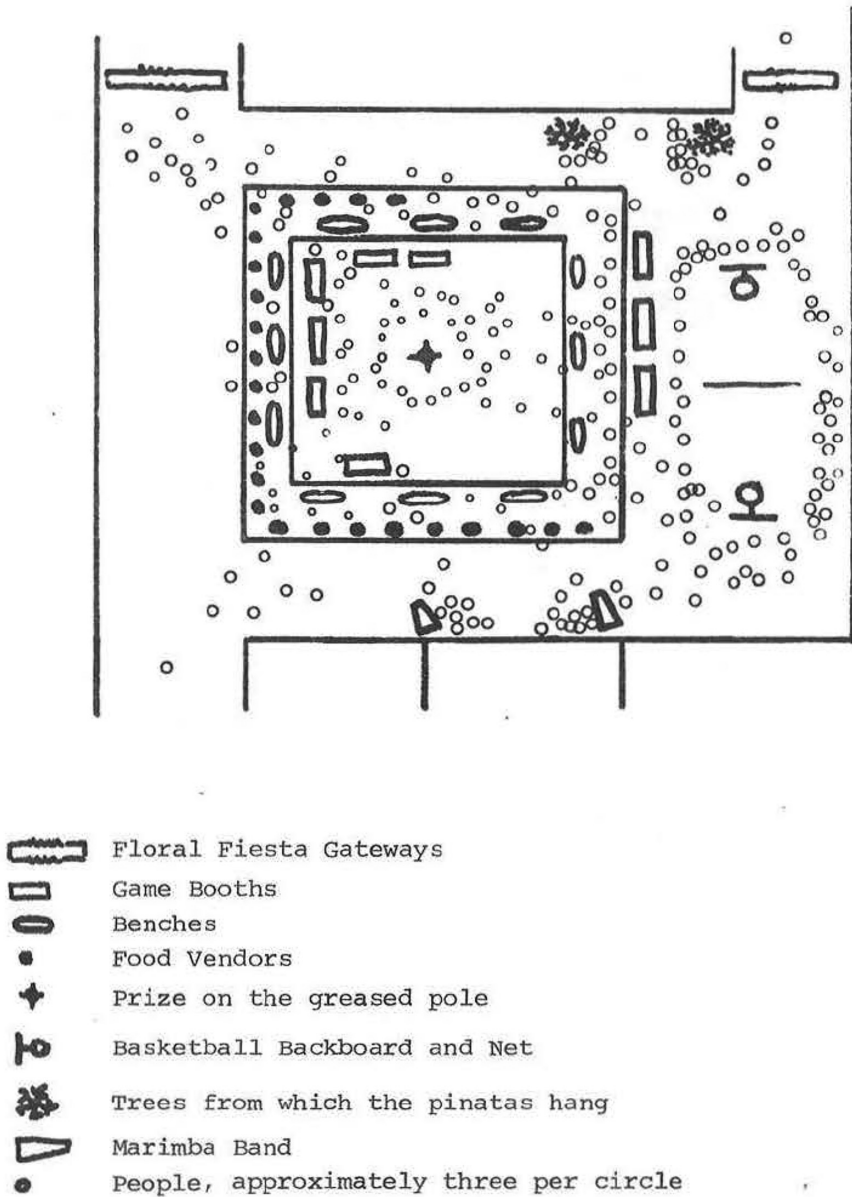 Floral Fiesta Gateways
Game Booths
Benches
Food Vendors
Prize on the greased pole
Basketball Backboard and Net
Trees from which the pinatas hang
Marimba Band
People, approximately three per circle